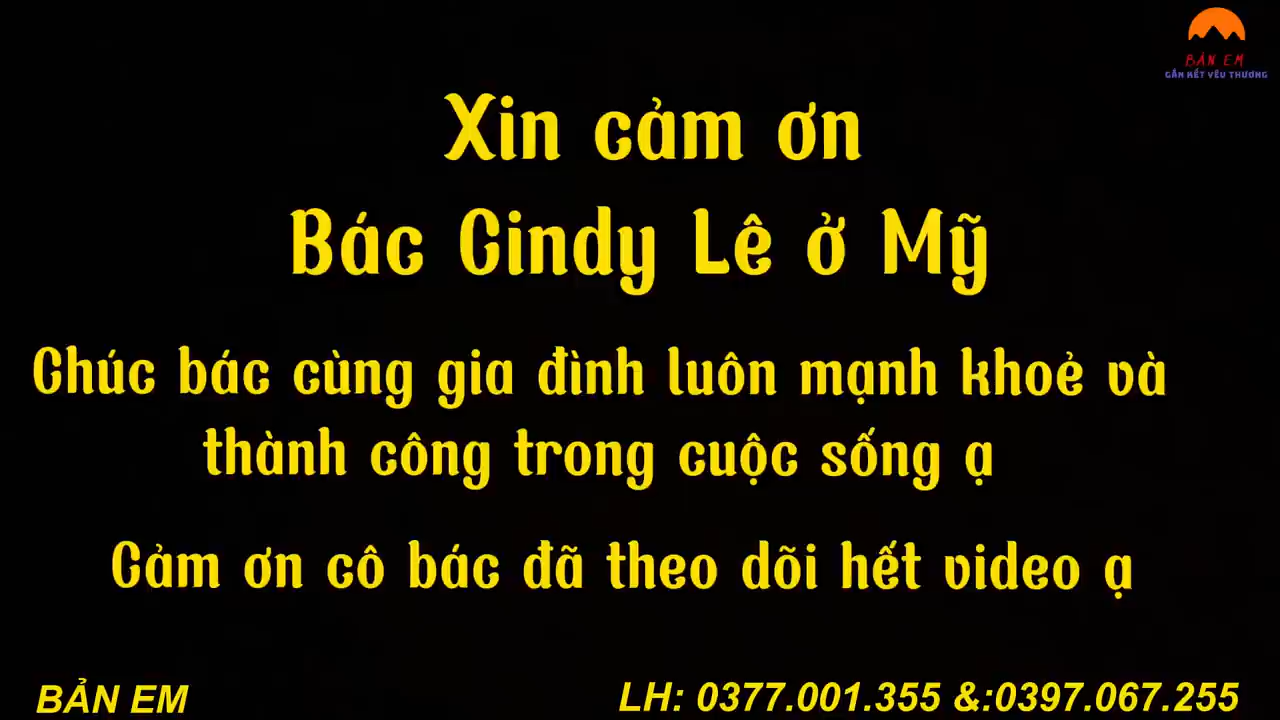 BẢN EM
GẮN KẾT YÊU THƯƠNG
Xin cảm ơn
Bác Cindy Lê ở Mỹ
Chúc bác cùng gia đình luôn mạnh khoẻ và
thành công trong cuộc sống ạ
Cảm ơn cô bác đã theo dõi hết video ạ
BẢN EM
LH: 0377.001.355 &:0397.067.255